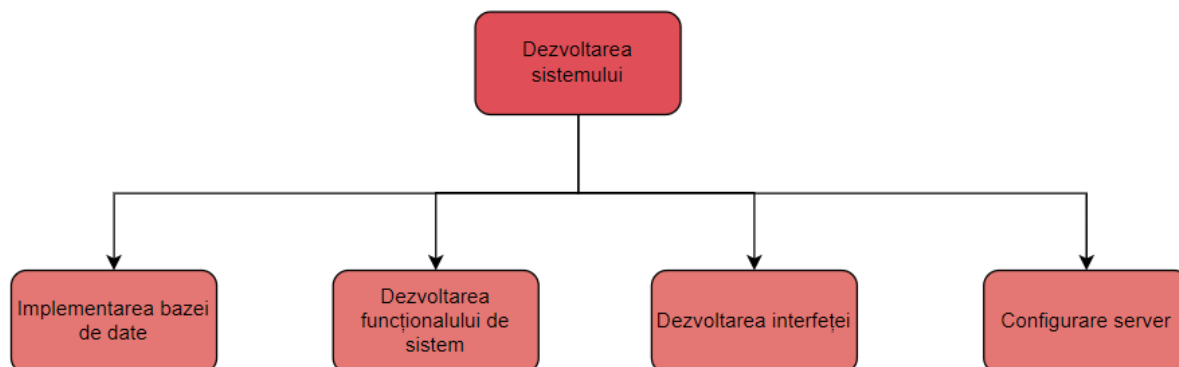 Dezvoltarea
sistemului
Implementarea bazei
de date
Dezvoltarea
funcționalului de
sistem
Dezvoltarea interfeței
Configurare server